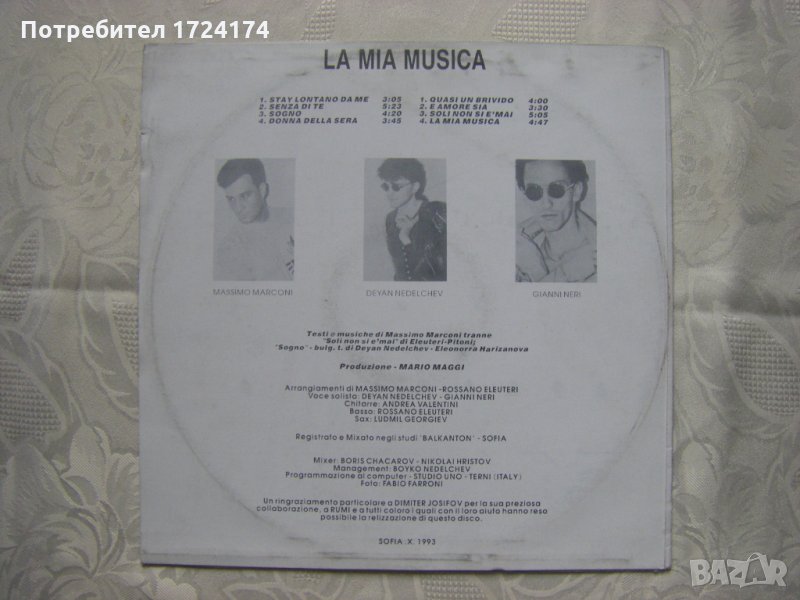 Потребител 1724174
LA MIA MUSICA
1. STAY LONTANO DA ME 3:05
2. SENZA DI TE 5:23
3. SOGNO 4:20
4. DONNA DELLA SERA 3:45
1. QUASI UN BRIVIDO 4:00
2. E AMORE SIA 3:30
3. SOLI NON SI E'MAI 5:05
4. LA MIA MUSICA 4:47
MASSIMO MARCONI
DEYAN NEDELCHEV
GIANNI NERI
Testi e musiche di Massimo Marconi tranne
"Soli non si e'mai" di Eleuteri-Pitoni;
"Sogno" - bulg. t. di Deyan Nedelchev - Eleonorra Harizanova
Produzione - MARIO MAGGI
Arrangiamenti di MASSIMO MARCONI - ROSSANO ELEUTERI
Voce solista: DEYAN NEDELCHEV - GIANNI NERI
Chitarre: ANDREA VALENTINI
Basso: ROSSANO ELEUTERI
Sax: LUDMIL GEORGIEV
Registrato e Mixato negli studi 'BALKANTON' - SOFIA
Mixer: BORIS CHACAROV - NIKOLAI HRISTOV
Management: BOYKO NEDELCHEV
Programmazione al computer - STUDIO UNO - TERNI (ITALY)
Foto: FABIO FARRONI
Un ringraziamento particolare a DIMITER JOSIFOV per la sua preziosa
collaborazione, a RUMI e a tutti coloro i quali con il loro aiuto hanno reso
possibile la relizzazione di questo disco.
SOFIA X. 1993
BAZAR